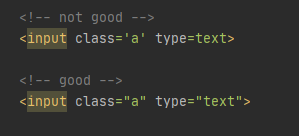 <!-- not good -->
<input class='a' type=text>
<!-- good -->
<input class="a" type="text">